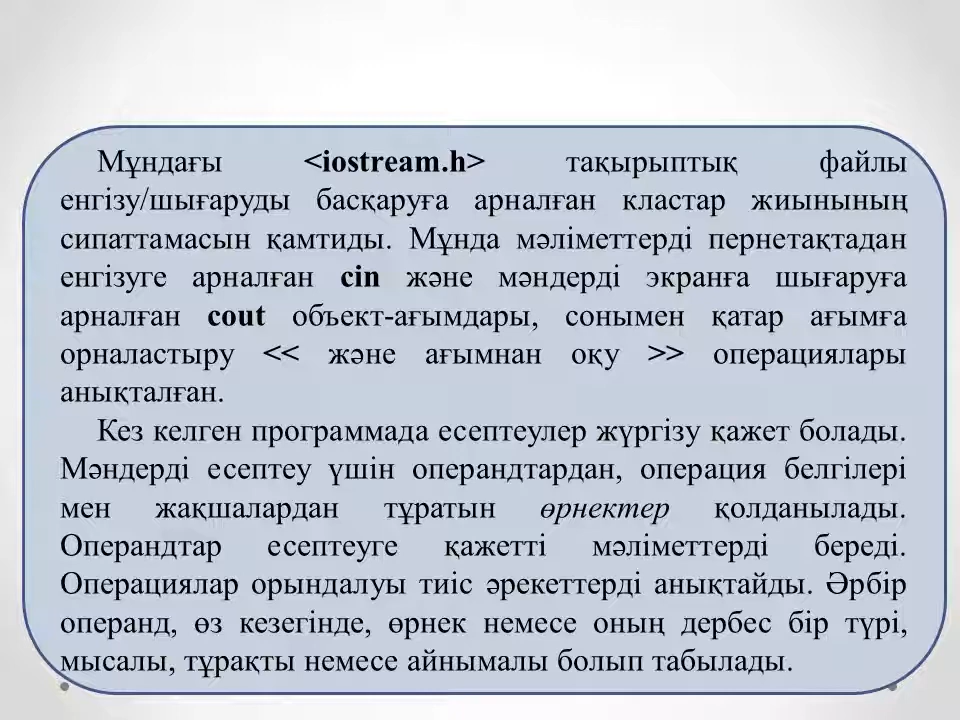 Мұндағы <iostream.h> тақырыптық файлы
енгізу/шығаруды басқаруға арналған кластар жиынының
сипаттамасын қамтиды. Мұнда мәліметтерді пернетақтадан
енгізуге арналған cin және мәндерді экранға шығаруға
арналған cout объект-ағымдары, сонымен қатар ағымға
орналастыру << және ағымнан оқу >> операциялары
анықталған.
Кез келген программада есептеулер жүргізу қажет болады.
Мәндерді есептеу үшін операндтардан, операция белгілері
мен жақшалардан тұратын өрнектер қолданылады.
Операндтар есептеуге қажетті мәліметтерді береді.
Операциялар орындалуы тиіс әрекеттерді анықтайды. Әрбір
операнд, өз кезегінде, өрнек немесе оның дербес бір түрі,
мысалы, тұрақты немесе айнымалы болып табылады.